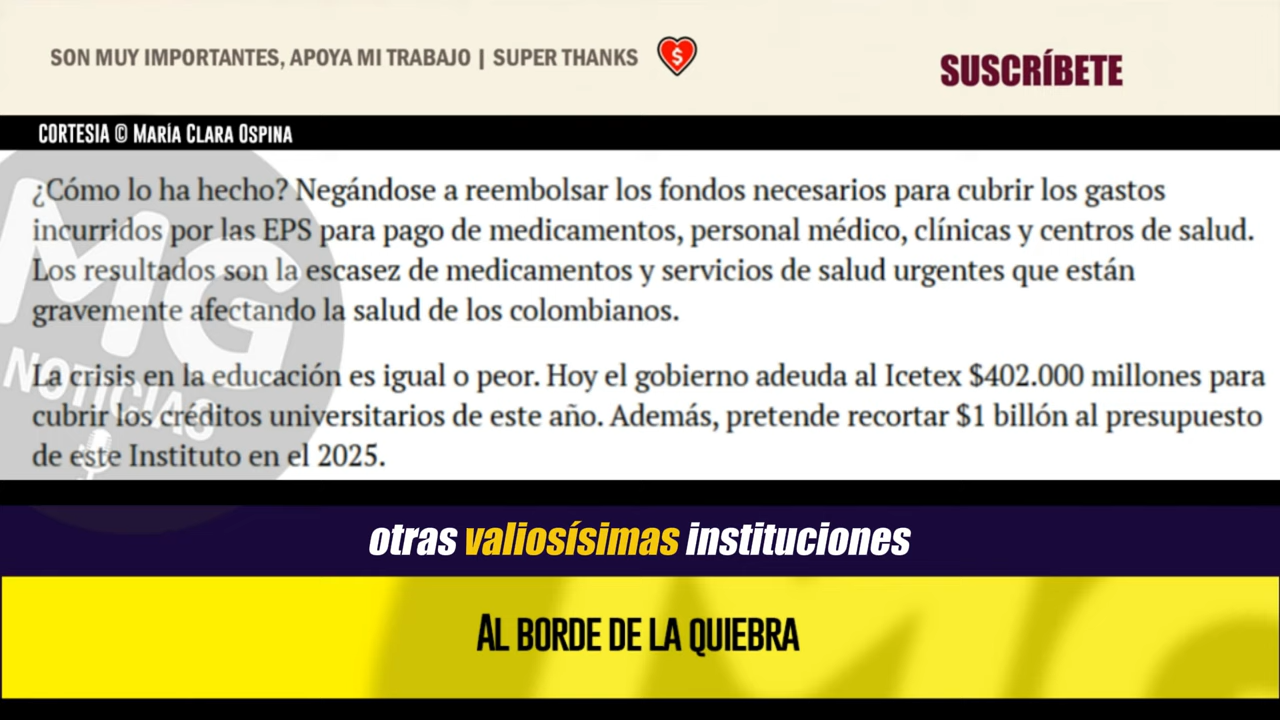 SON MUY IMPORTANTES, APOYA MI TRABAJO | SUPER THANKS $
SUSCRÍBETE
CORTESIA © MARÍA CLARA OSPINA
¿Cómo lo ha hecho? Negándose a reembolsar los fondos necesarios para cubrir los gastos
incurridos por las EPS para pago de medicamentos, personal médico, clínicas y centros de salud.
Los resultados son la escasez de medicamentos y servicios de salud urgentes que están
gravemente afectando la salud de los colombianos.
La crisis en la educación es igual o peor. Hoy el gobierno adeuda al Icetex $402.000 millones para
cubrir los créditos universitarios de este año. Además, pretende recortar $1 billón al presupuesto
de este Instituto en el 2025.
MG
NOTICIAS
otras valiosísimas instituciones
AL BORDE DE LA QUIEBRA